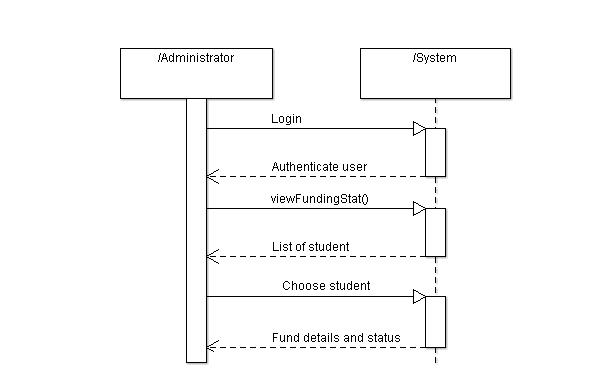 /Administrator
/System
Login
Authenticate user
viewFundingStat()
List of student
Choose student
Fund details and status